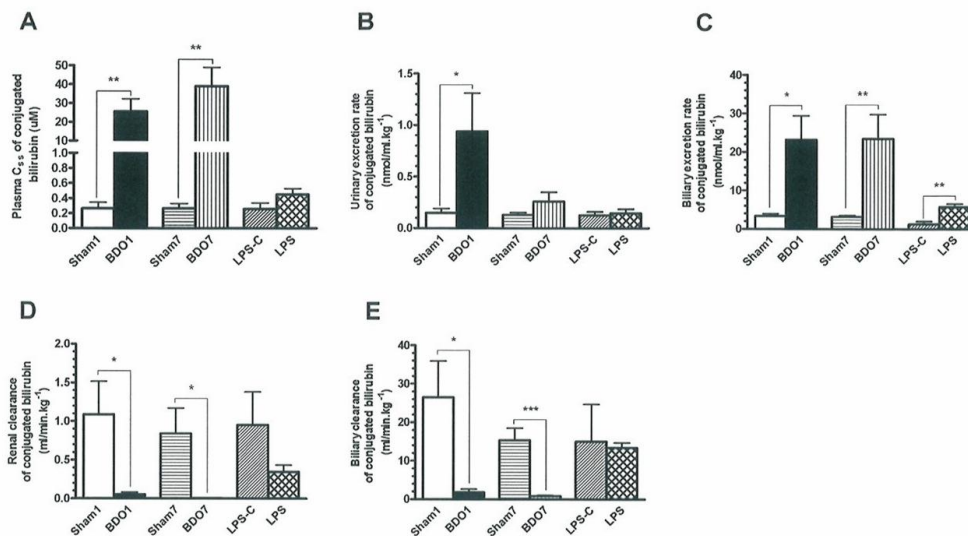 A
Plasma Css of conjugated
bilirubin (uM)
50
40
30
20
10
0.8
0.6
0.4
0.2
0.0
**
**
Sham1
BDO1
Sham7
BDO7
LPS-C
LPS
B
Urinary excretion rate
of conjugated bilirubin
(nmol/ml.kg⁻¹)
1.5
1.0
0.5
0.0
*
Sham1
BDO1
Sham7
BDO7
LPS-C
LPS
C
Biliary excretion rate
of conjugated bilirubin
(nmol/ml.kg⁻¹)
40
30
20
10
0
*
**
**
Sham1
BDO1
Sham7
BDO7
LPS-C
LPS
D
Renal clearance
of conjugated bilirubin
(ml/min.kg⁻¹)
2.0
1.5
1.0
0.5
0.0
*
*
Sham1
BDO1
Sham7
BDO7
LPS-C
LPS
E
Biliary clearance
of conjugated bilirubin
(ml/min.kg⁻¹)
40
30
20
10
0
*
***
Sham1
BDO1
Sham7
BDO7
LPS-C
LPS